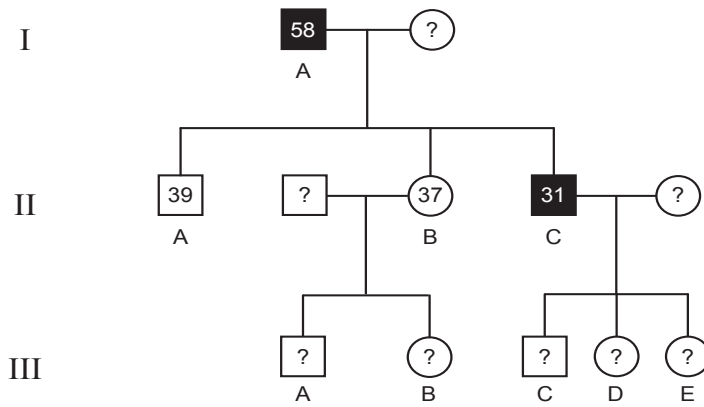 I
58 ?
A
II
39 ? 37 31 ?
A B C
III
? ? ? ? ?
A B C D E